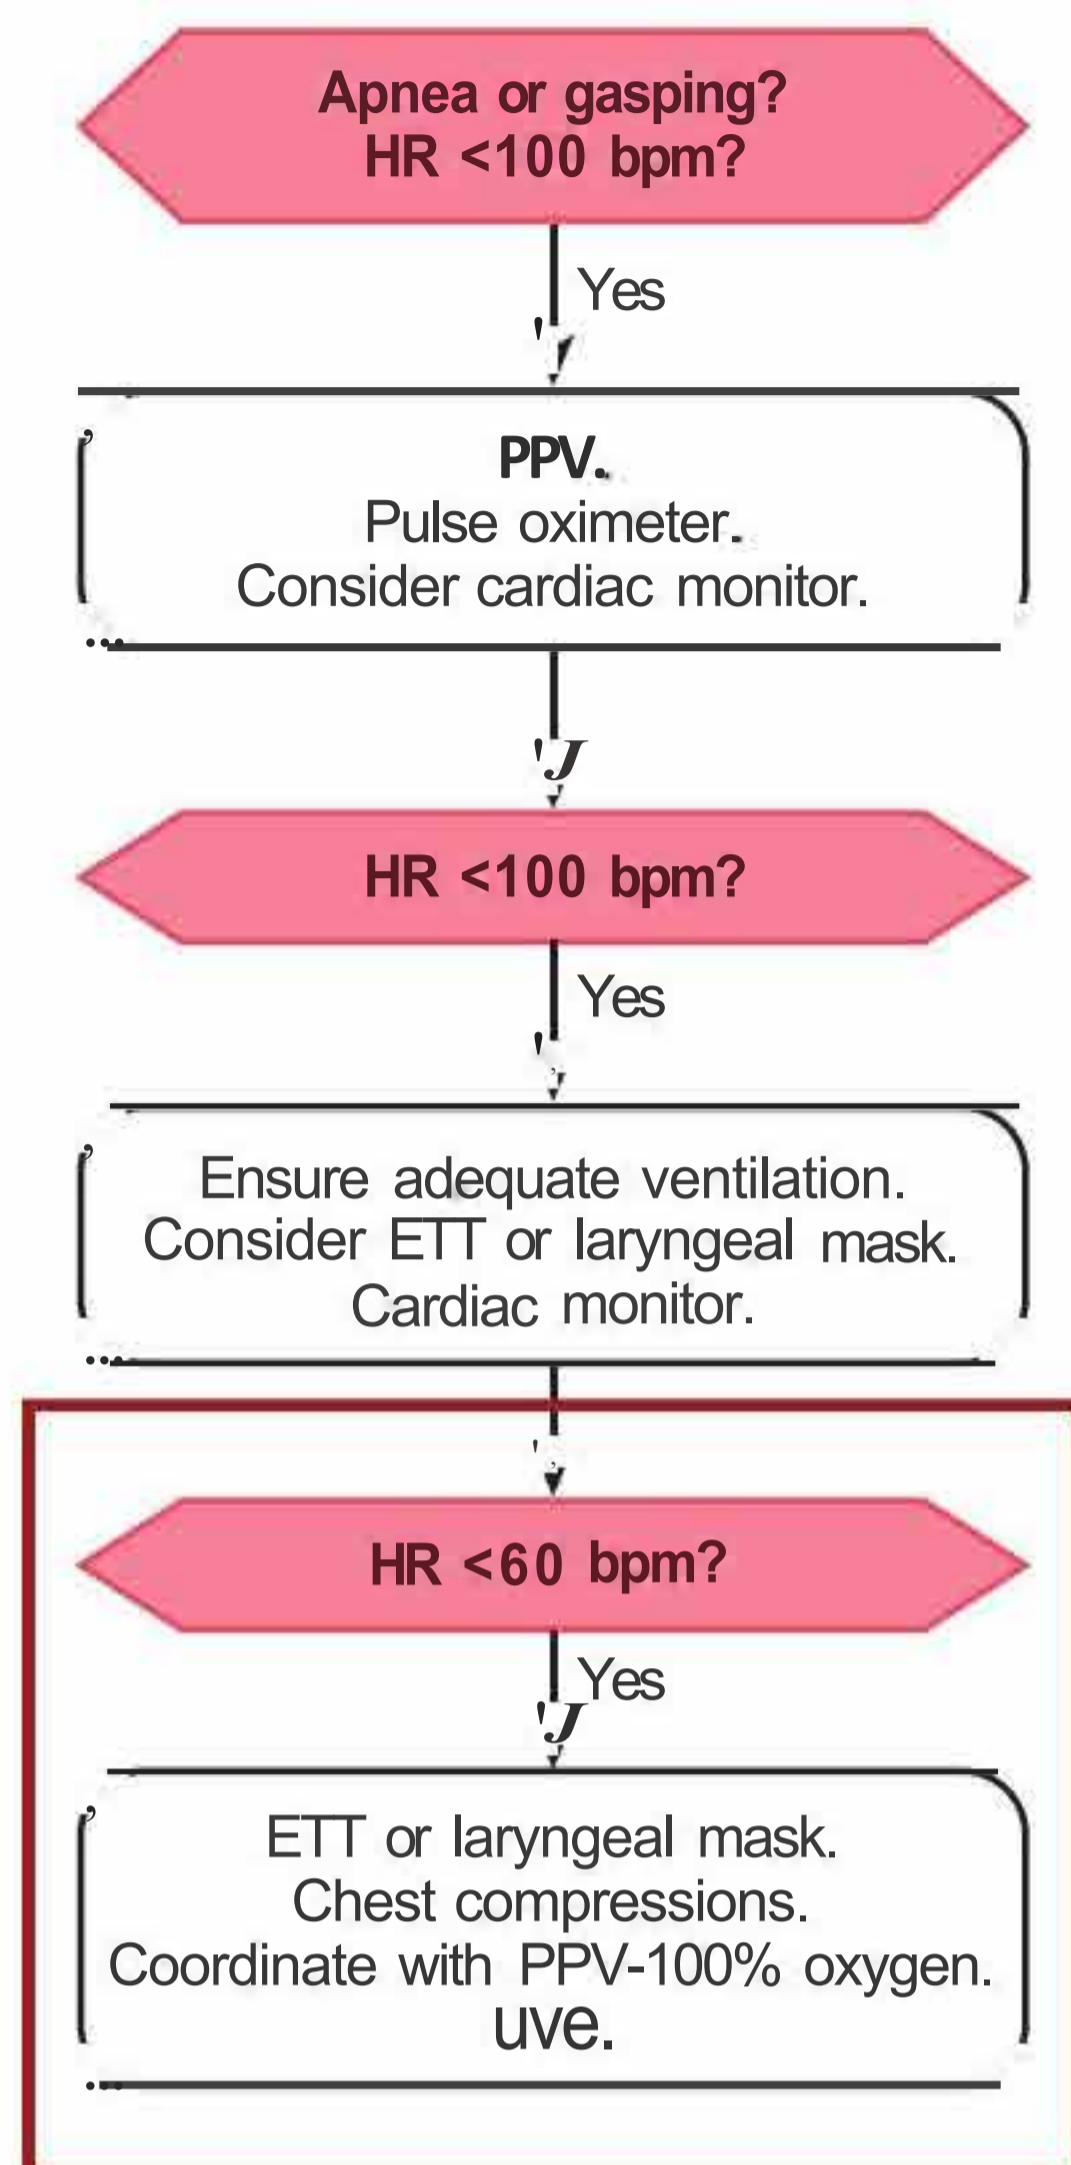 Apnea or gasping?
HR <100 bpm?
Yes
PPV.
Pulse oximeter.
Consider cardiac monitor.
HR <100 bpm?
Yes
Ensure adequate ventilation.
Consider ETT or laryngeal mask.
Cardiac monitor.
HR <60 bpm?
Yes
ETT or laryngeal mask.
Chest compressions.
Coordinate with PPV-100% oxygen.
uve.